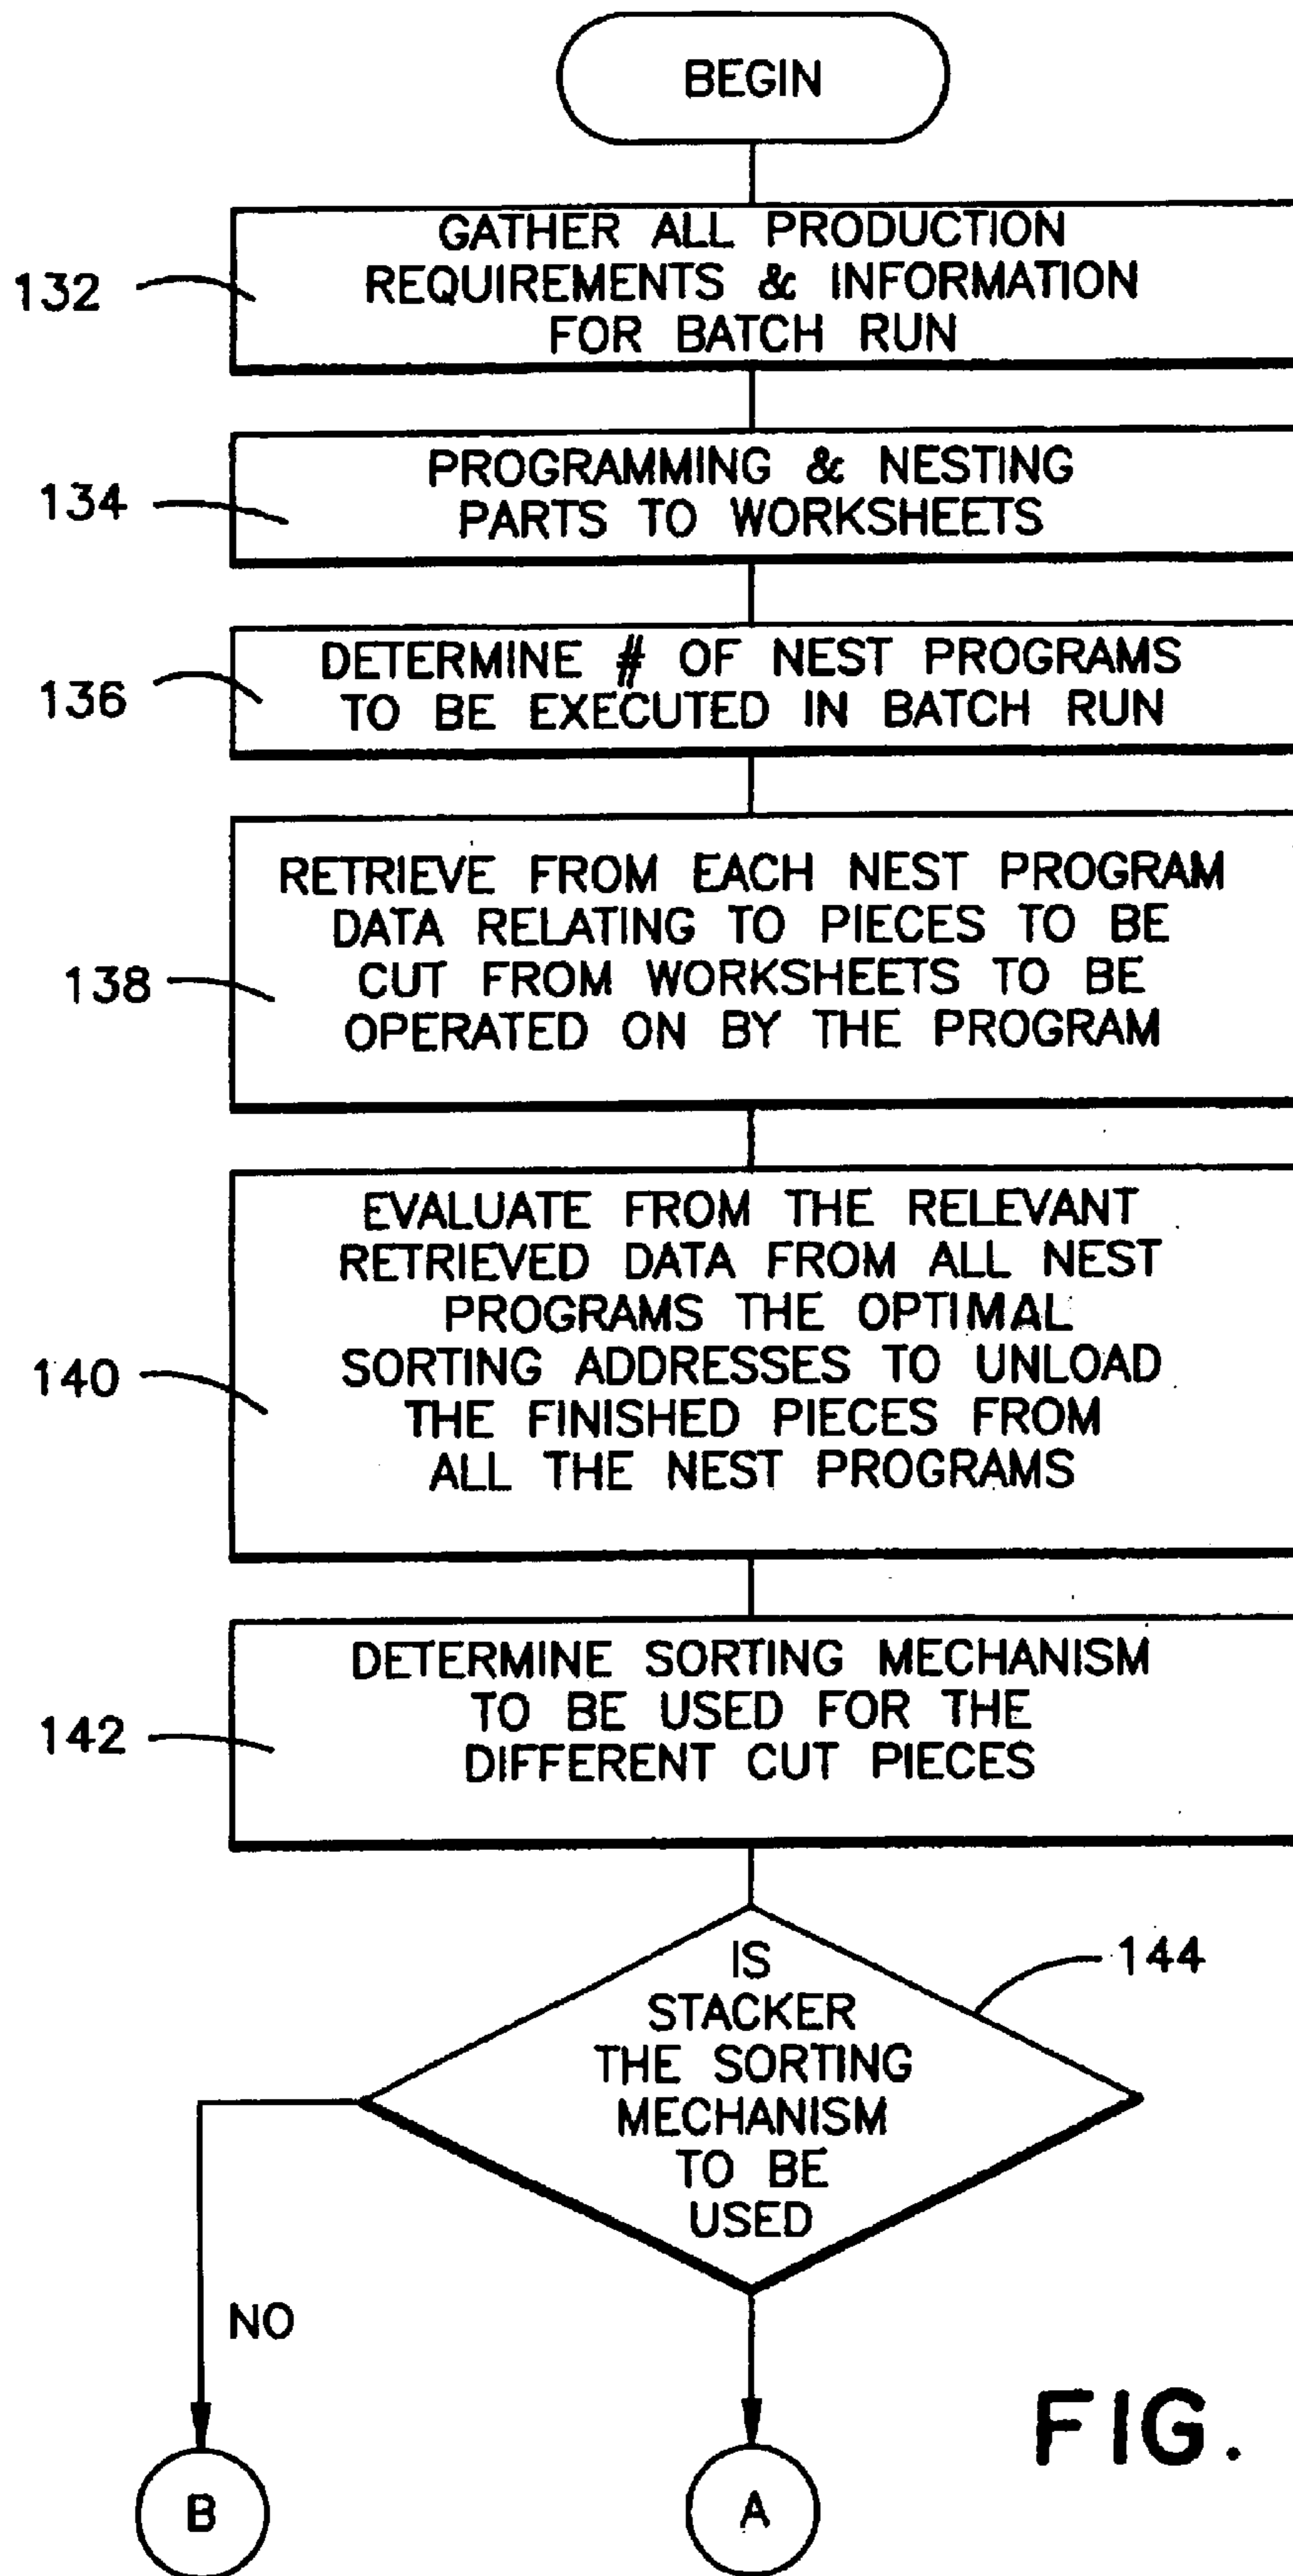 BEGIN
GATHER ALL PRODUCTION
REQUIREMENTS & INFORMATION
FOR BATCH RUN
132
PROGRAMMING & NESTING
PARTS TO WORKSHEETS
134
DETERMINE # OF NEST PROGRAMS
TO BE EXECUTED IN BATCH RUN
136
RETRIEVE FROM EACH NEST PROGRAM
DATA RELATING TO PIECES TO BE
CUT FROM WORKSHEETS TO BE
OPERATED ON BY THE PROGRAM
138
EVALUATE FROM THE RELEVANT
RETRIEVED DATA FROM ALL NEST
PROGRAMS THE OPTIMAL
SORTING ADDRESSES TO UNLOAD
THE FINISHED PIECES FROM
ALL THE NEST PROGRAMS
140
DETERMINE SORTING MECHANISM
TO BE USED FOR THE
DIFFERENT CUT PIECES
142
IS
STACKER
THE SORTING
MECHANISM
TO BE
USED
144
NO
B
A
FIG.